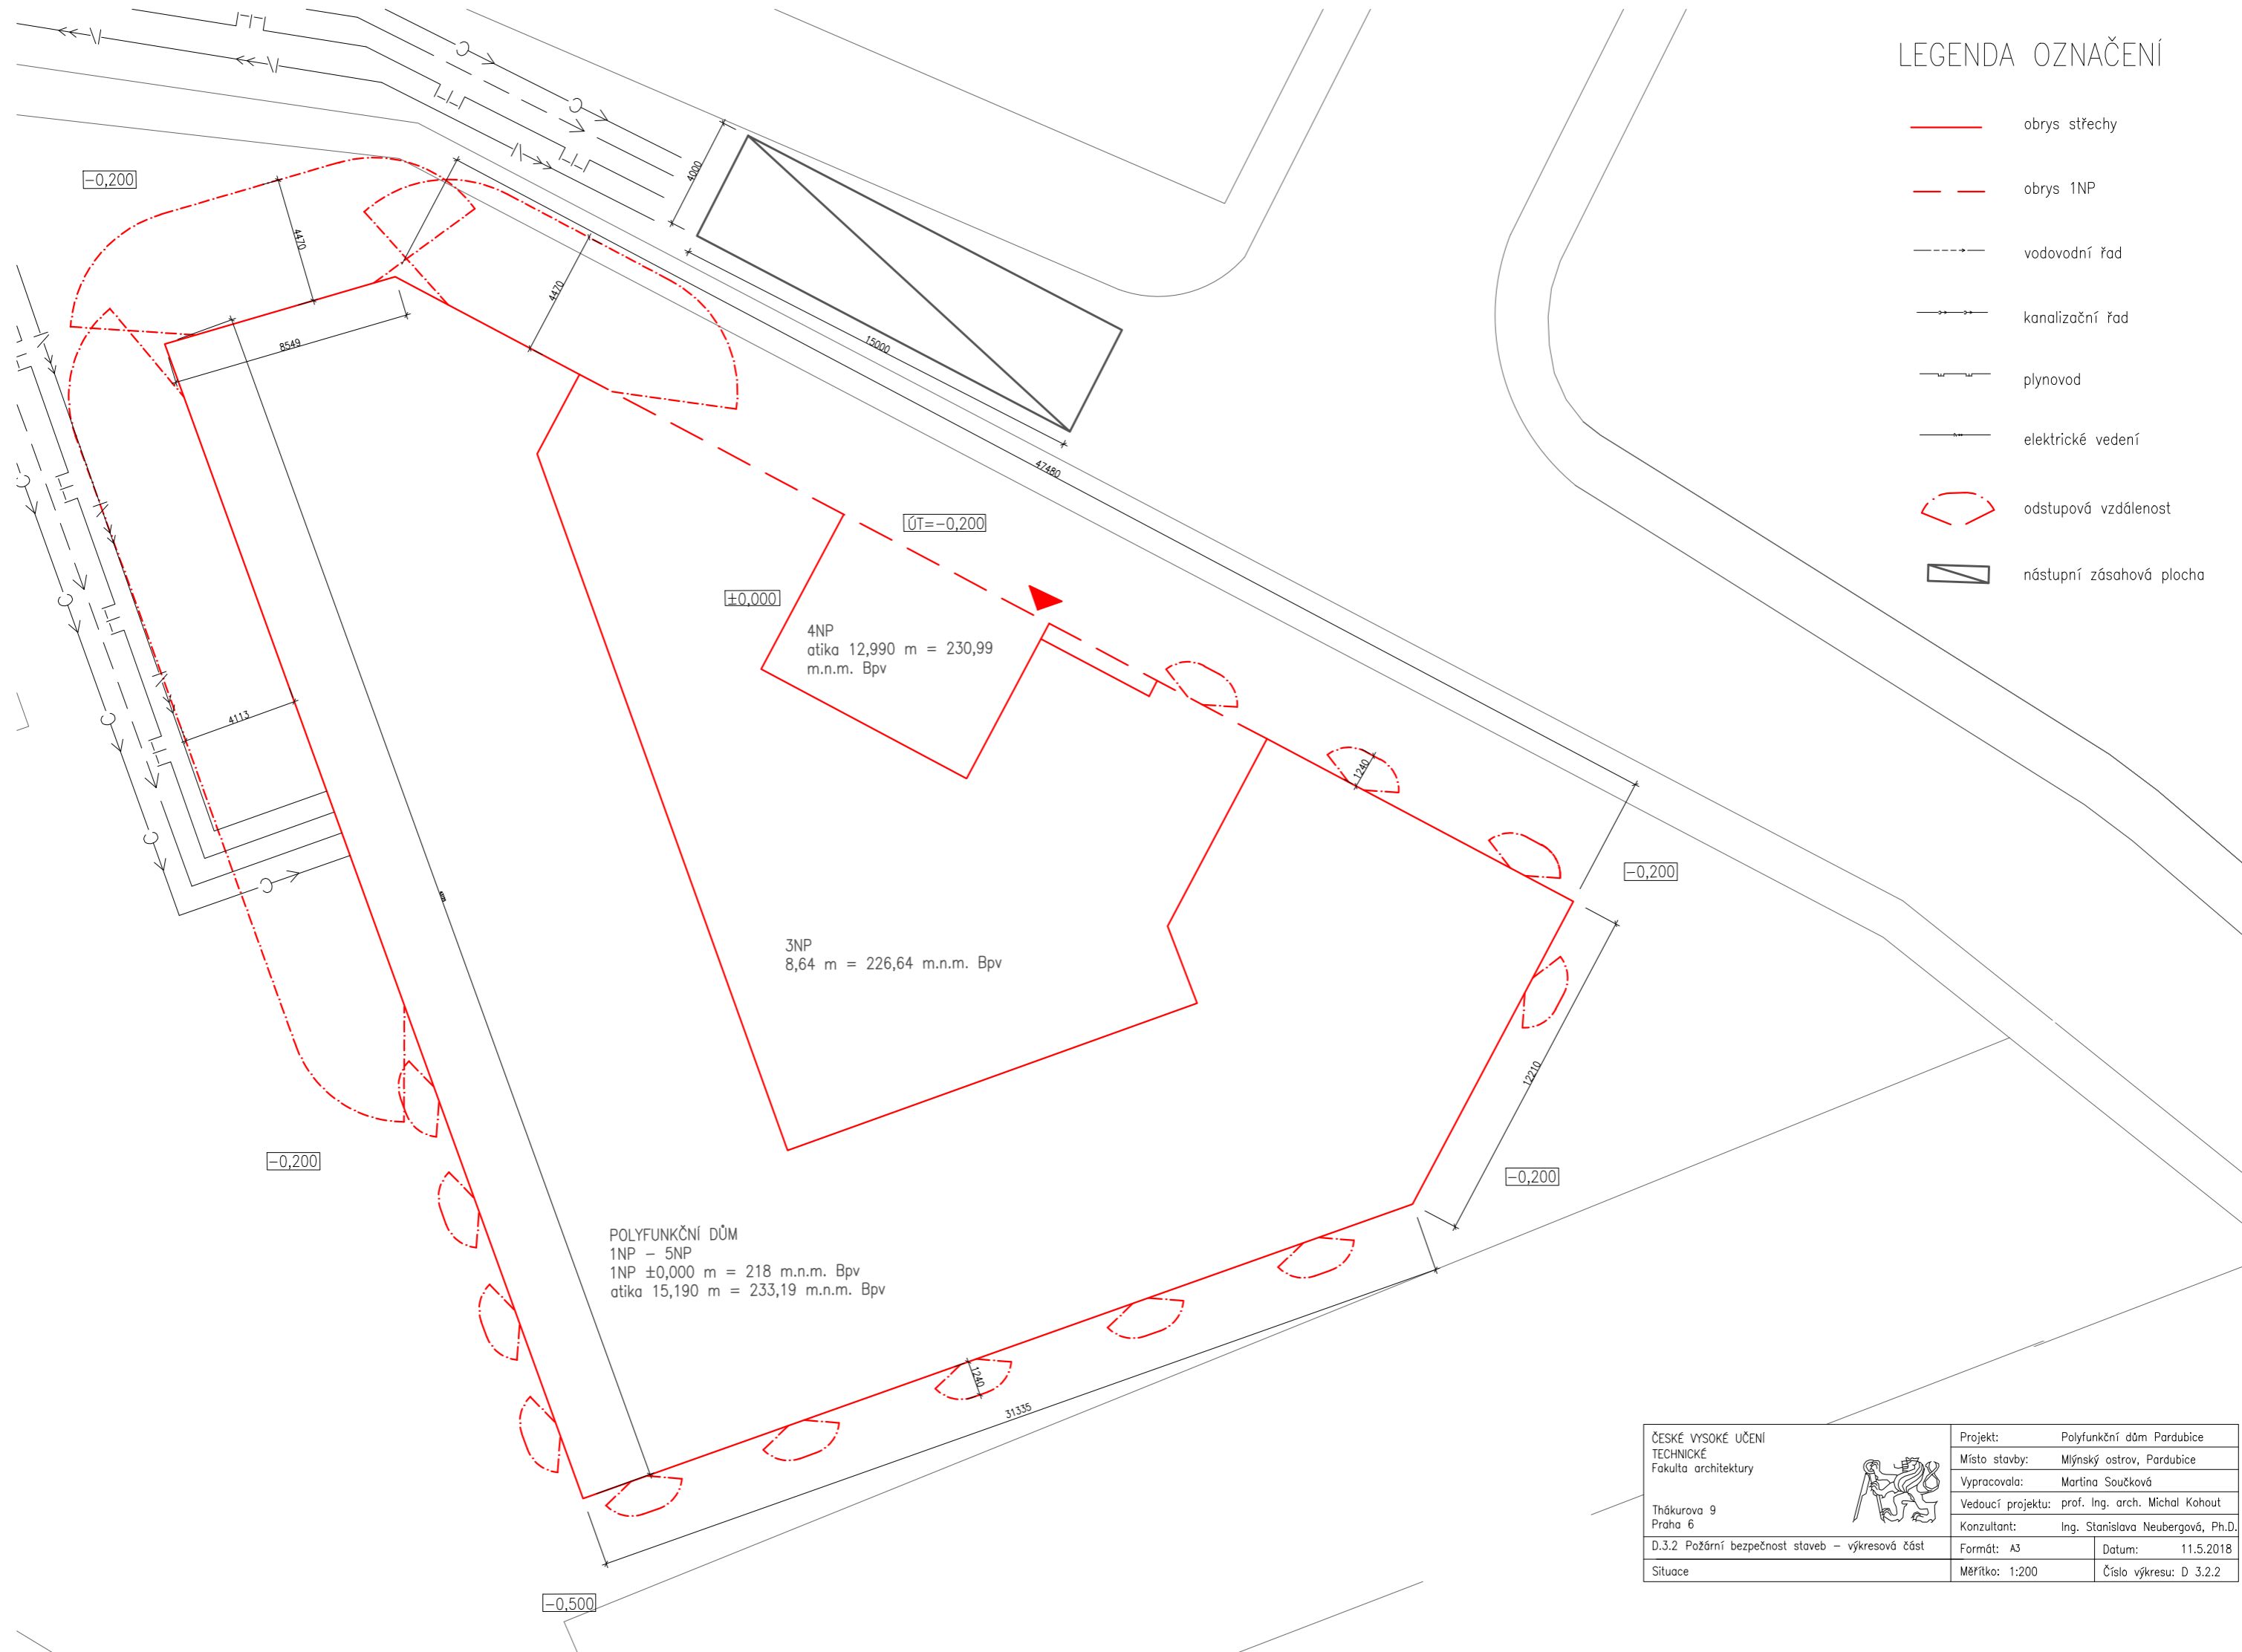 LEGENDA OZNAČENÍ
obrys střechy
obrys 1NP
vodovodní řad
kanalizační řad
plynovod
elektrické vedení
odstupová vzdálenost
nástupní zásahová plocha
-0,200
4000
4470
4470
8549
15000
47480
ÚT=-0,200
±0,000
4NP
atika 12,990 m = 230,99
m.n.m. Bpv
4113
1240
-0,200
3NP
8,64 m = 226,64 m.n.m. Bpv
12210
-0,200
-0,200
POLYFUNKČNÍ DŮM
1NP - 5NP
1NP ±0,000 m = 218 m.n.m. Bpv
atika 15,190 m = 233,19 m.n.m. Bpv
1240
31335
-0,500
ČESKÉ VYSOKÉ UČENÍ
TECHNICKÉ
Fakulta architektury
Thákurova 9
Praha 6
D.3.2 Požární bezpečnost staveb - výkresová část
Situace
Projekt: Polyfunkční dům Pardubice
Místo stavby: Mlýnský ostrov, Pardubice
Vypracovala: Martina Součková
Vedoucí projektu: prof. Ing. arch. Michal Kohout
Konzultant: Ing. Stanislava Neubergová, Ph.D.
Formát: A3 Datum: 11.5.2018
Měřítko: 1:200 Číslo výkresu: D 3.2.2